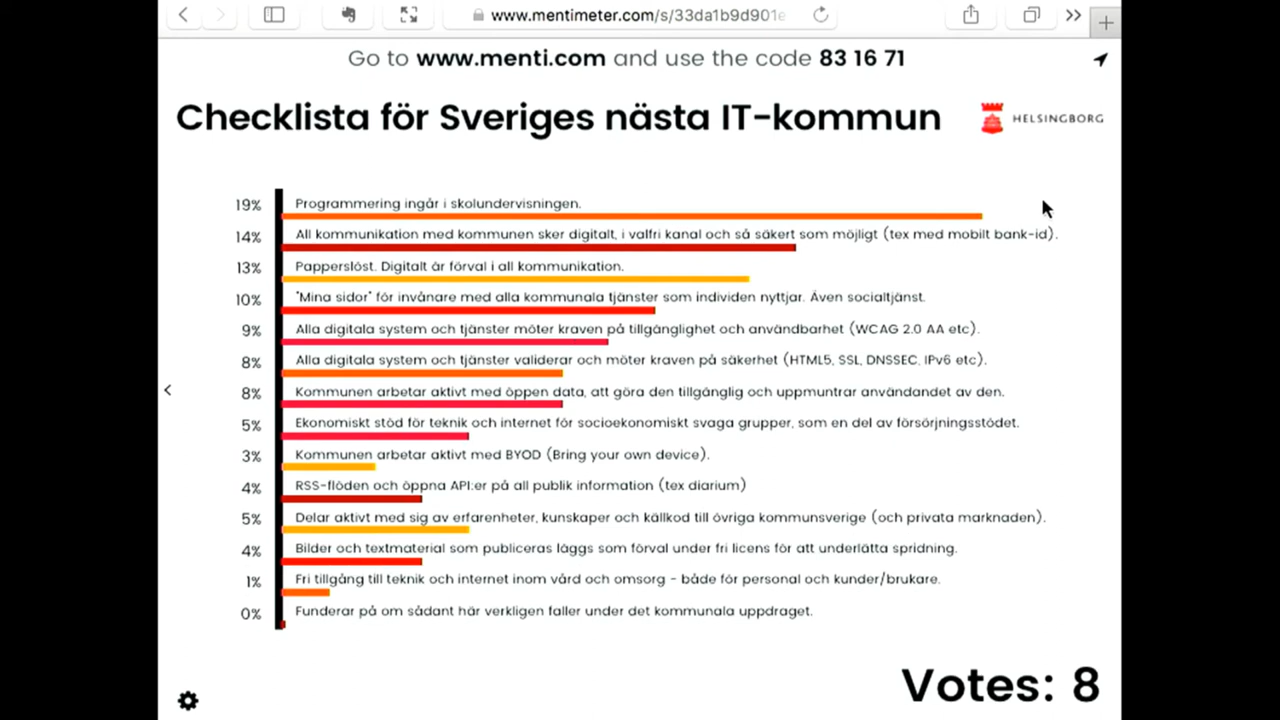 www.mentimeter.com/s/33da1b9d901e
Go to www.menti.com and use the code 83 16 71
Checklista för Sveriges nästa IT-kommun
HELSINGBORG
19% Programmering ingår i skolundervisningen.
14% All kommunikation med kommunen sker digitalt, i valfri kanal och så säkert som möjligt (tex med mobilt bank-id).
13% Papperslöst. Digitalt är förval i all kommunikation.
10% "Mina sidor" för invånare med alla kommunala tjänster som individen nyttjar. Även socialtjänst.
9% Alla digitala system och tjänster möter kraven på tillgänglighet och användbarhet (WCAG 2.0 AA etc).
8% Alla digitala system och tjänster validerar och möter kraven på säkerhet (HTML5, SSL, DNSSEC, IPv6 etc).
8% Kommunen arbetar aktivt med öppen data, att göra den tillgänglig och uppmuntrar användandet av den.
5% Ekonomiskt stöd för teknik och internet för socioekonomiskt svaga grupper, som en del av försörjningsstödet.
3% Kommunen arbetar aktivt med BYOD (Bring your own device).
4% RSS-flöden och öppna API:er på all publik information (tex diarium)
5% Delar aktivt med sig av erfarenheter, kunskaper och källkod till övriga kommunsverige (och privata marknaden).
4% Bilder och textmaterial som publiceras läggs som förval under fri licens för att underlätta spridning.
1% Fri tillgång till teknik och internet inom vård och omsorg - både för personal och kunder/brukare.
0% Funderar på om sådant här verkligen faller under det kommunala uppdraget.
Votes: 8